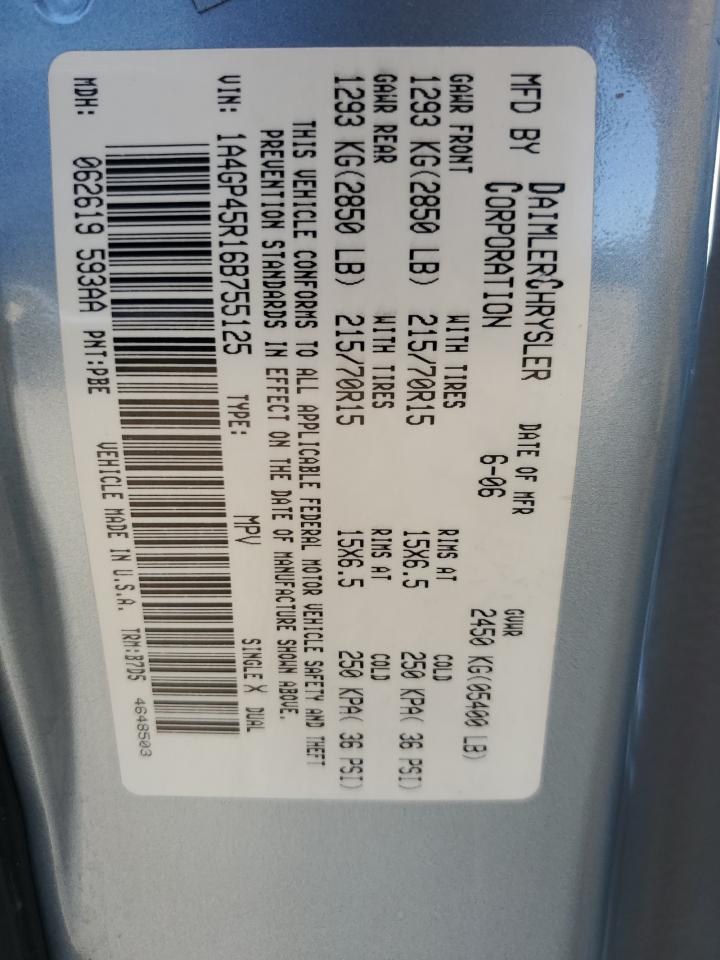 MFD BY DAIMLERCHRYSLER CORPORATION DATE OF MFR 6-06 GVWR 2450 KG(05400 LB)
GAWR FRONT WITH TIRES RIMS AT COLD
1293 KG(2850 LB) 215/70R15 15X6.5 250 KPA( 36 PSI)
GAWR REAR WITH TIRES RIMS AT COLD
1293 KG(2850 LB) 215/70R15 15X6.5 250 KPA( 36 PSI)
THIS VEHICLE CONFORMS TO ALL APPLICABLE FEDERAL MOTOR VEHICLE SAFETY AND THEFT
PREVENTION STANDARDS IN EFFECT ON THE DATE OF MANUFACTURE SHOWN ABOVE.
VIN: 1A4GP45R16B755125 TYPE: MPV SINGLE X DUAL
MDH: 062619 593AA PNT:PBE VEHICLE MADE IN U.S.A. TRM:B7D5 4648503